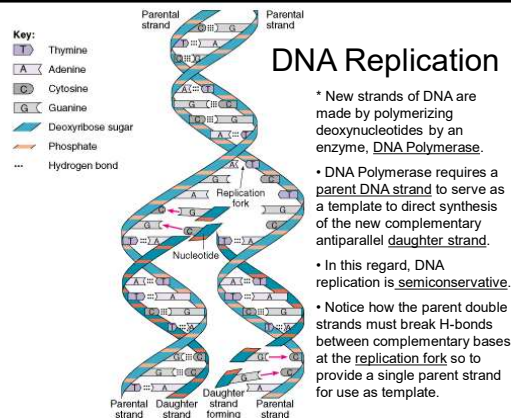 Parental
strand
Parental
strand
DNA Replication
Key:
T Thymine
A Adenine
C Cytosine
G Guanine
Deoxyribose sugar
Phosphate
Hydrogen bond
* New strands of DNA are
made by polymerizing
deoxynucleotides by an
enzyme, DNA Polymerase.
• DNA Polymerase requires a
parent DNA strand to serve as
a template to direct synthesis
of the new complementary
antiparallel daughter strand.
• In this regard, DNA
replication is semiconservative.
• Notice how the parent double
strands must break H-bonds
between complementary bases
at the replication fork so to
provide a single parent strand
for use as template.
Replication
fork
Nucleotide
Parental
strand
Daughter
strand
Daughter
strand
forming
Parental
strand